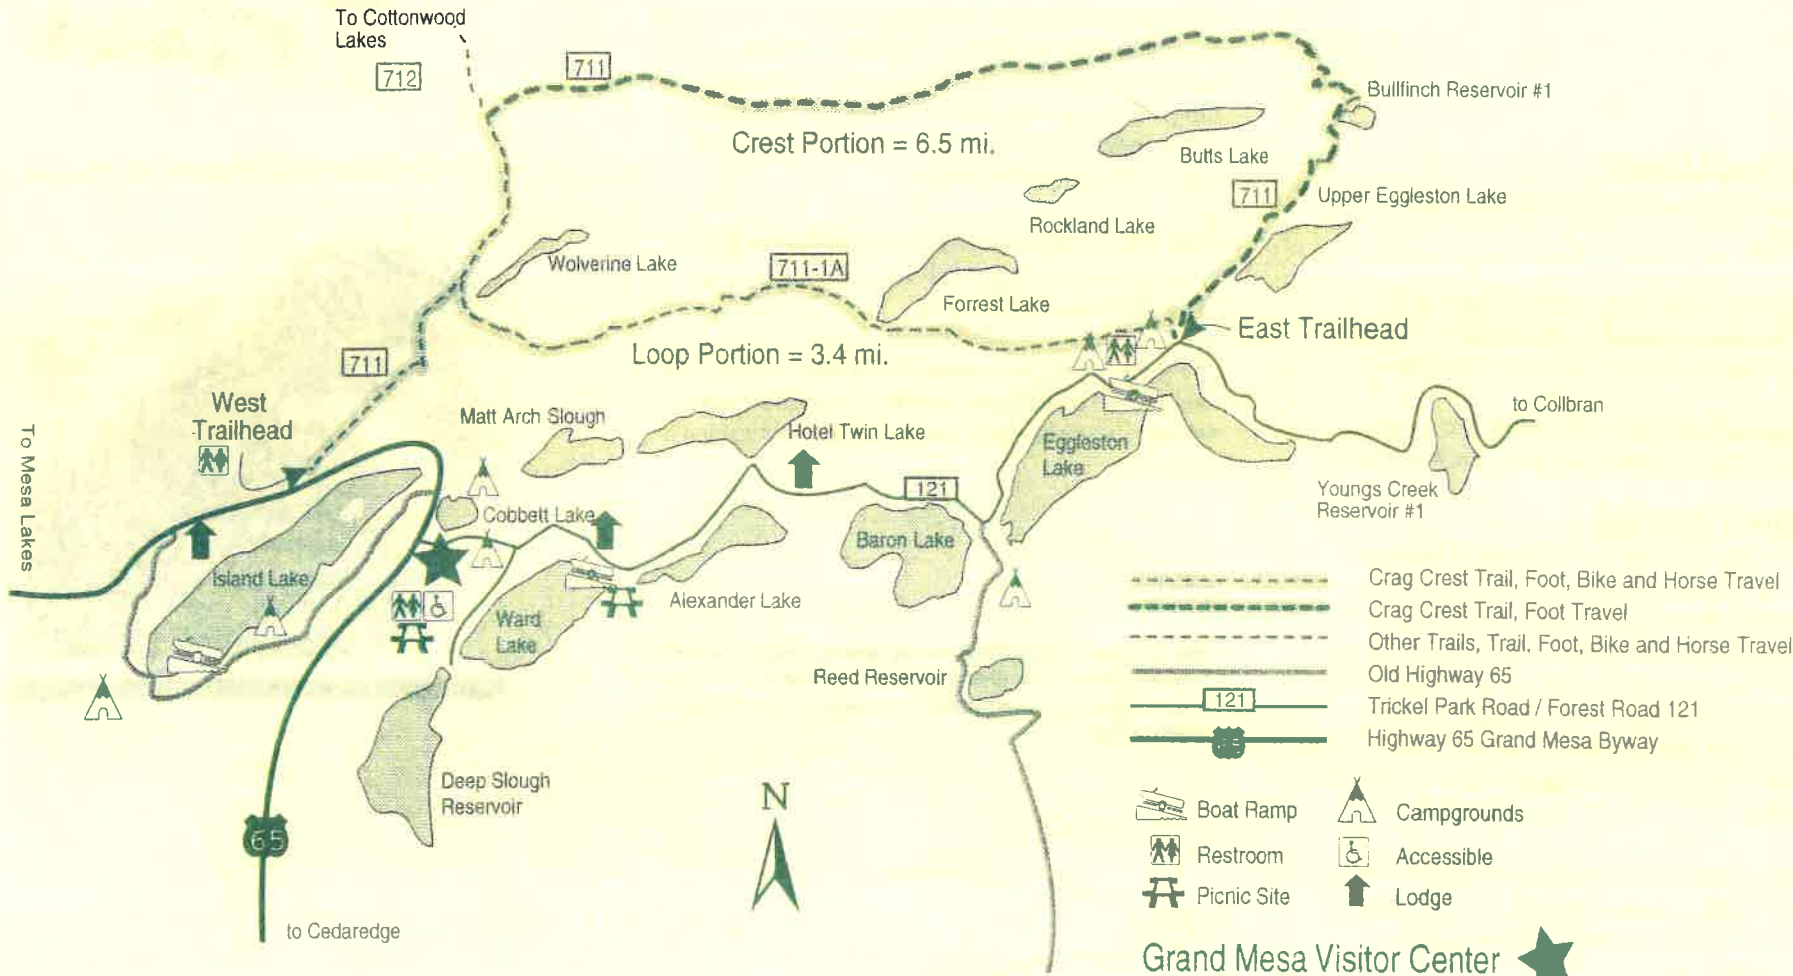 To Cottonwood
Lakes
712
711
Bullfinch Reservoir #1
Crest Portion = 6.5 mi.
Butts Lake
711
Upper Eggleston Lake
Rockland Lake
Wolverine Lake
711-1A
Forrest Lake
East Trailhead
Loop Portion = 3.4 mi.
711
West
Trailhead
Matt Arch Slough
Hotel Twin Lake
to Collbran
To Mesa Lakes
Eggleston
Lake
121
Youngs Creek
Reservoir #1
Cobbett Lake
Baron Lake
Island Lake
Alexander Lake
Ward
Lake
Reed Reservoir
Deep Slough
Reservoir
65
to Cedaredge
N
Crag Crest Trail, Foot, Bike and Horse Travel
Crag Crest Trail, Foot Travel
Other Trails, Trail, Foot, Bike and Horse Travel
Old Highway 65
121
Trickel Park Road / Forest Road 121
Highway 65 Grand Mesa Byway
Boat Ramp
Campgrounds
Restroom
Accessible
Picnic Site
Lodge
Grand Mesa Visitor Center